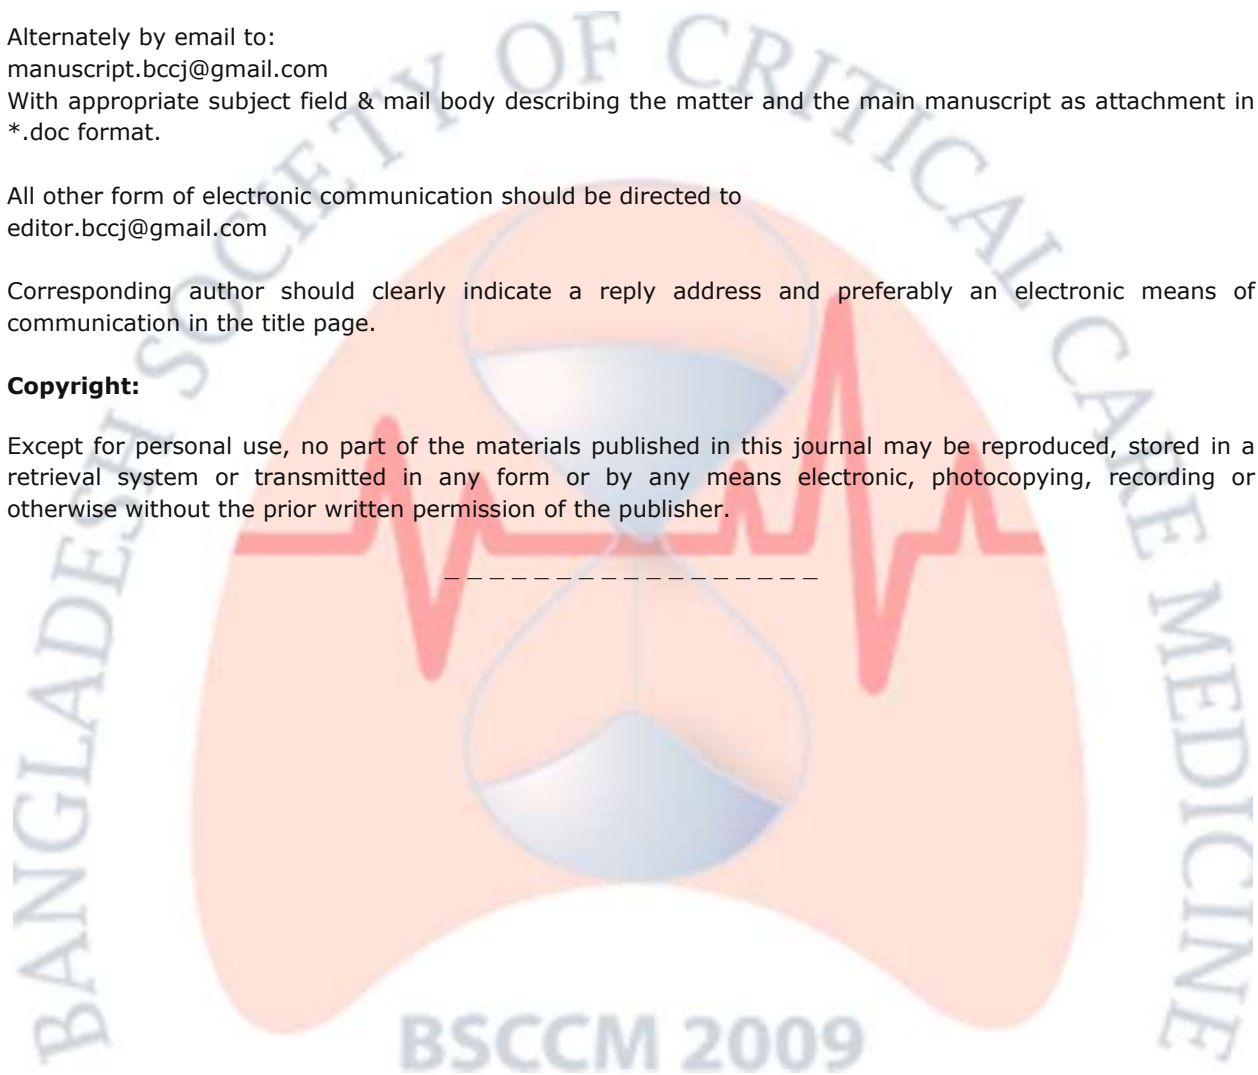 Alternately by email to:
manuscript.bccj@gmail.com
With appropriate subject field & mail body describing the matter and the main manuscript as attachment in
*.doc format.
All other form of electronic communication should be directed to
editor.bccj@gmail.com
Corresponding author should clearly indicate a reply address and preferably an electronic means of
communication in the title page.
Copyright:
Except for personal use, no part of the materials published in this journal may be reproduced, stored in a
retrieval system or transmitted in any form or by any means electronic, photocopying, recording or
otherwise without the prior written permission of the publisher.
_ _ _ _ _ _ _ _ _ _ _ _ _ _ _ _ _
BANGLADESH SOCIETY OF CRITICAL CARE MEDICINE
BSCCM 2009